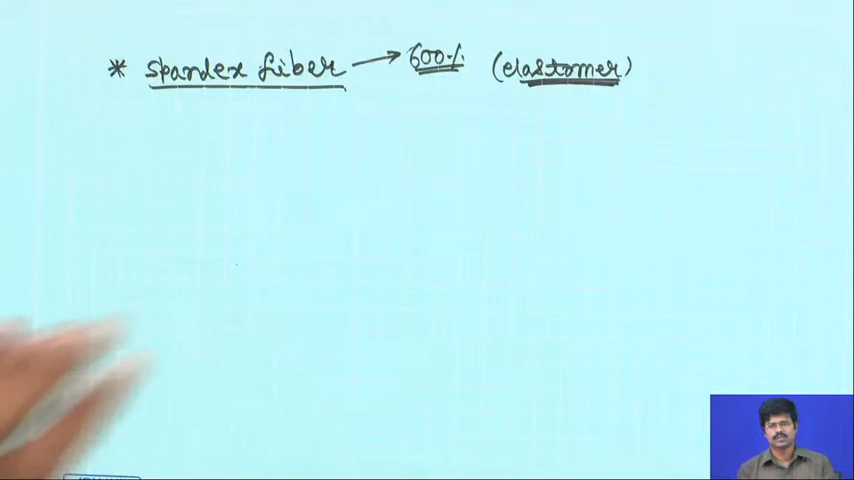 * Spandex fiber → 600% (elastomer)